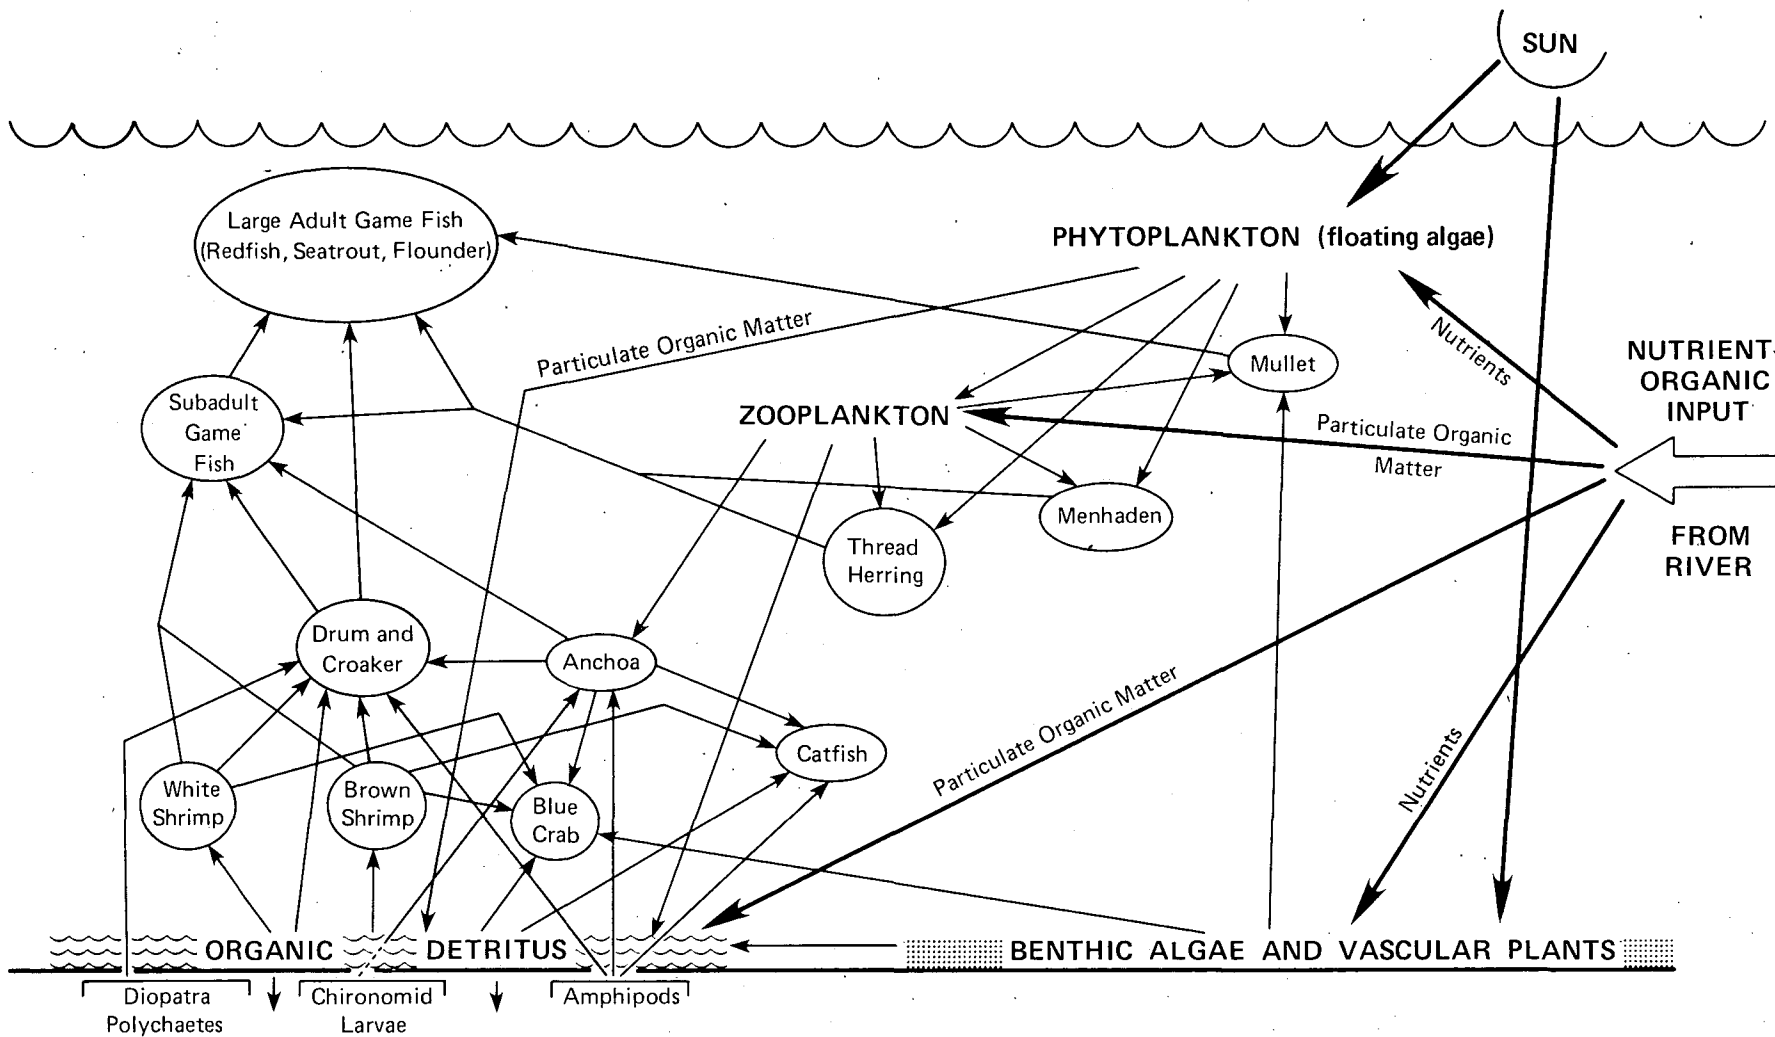 SUN
Large Adult Game Fish
(Redfish, Seatrout, Flounder)
PHYTOPLANKTON (floating algae)
Particulate Organic Matter
Nutrients
NUTRIENT-
ORGANIC
INPUT
Mullet
Subadult
Game
Fish
ZOOPLANKTON
Particulate Organic
Matter
Menhaden
FROM
RIVER
Thread
Herring
Drum and
Croaker
Anchoa
Particulate Organic Matter
Nutrients
Catfish
White
Shrimp
Brown
Shrimp
Blue
Crab
ORGANIC DETRITUS
BENTHIC ALGAE AND VASCULAR PLANTS
Diopatra
Polychaetes
Chironomid
Larvae
Amphipods